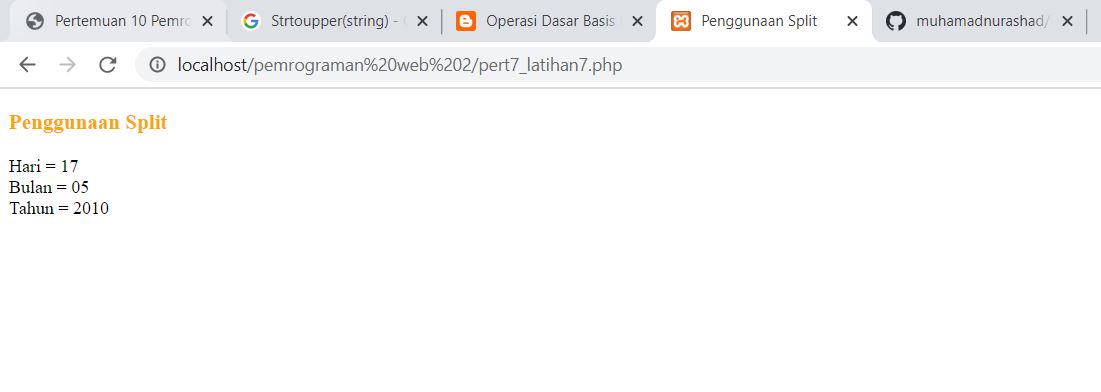 Pertemuan 10 Pemro
Strtoupper(string) -
Operasi Dasar Basis
Penggunaan Split
muhamadnurashad/
localhost/pemrograman%20web%202/pert7_latihan7.php
Penggunaan Split
Hari = 17
Bulan = 05
Tahun = 2010